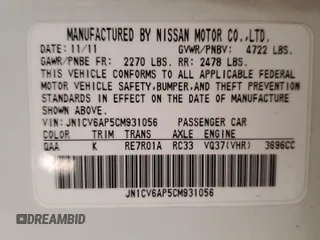 MANUFACTURED BY NISSAN MOTOR CO.,LTD.
DATE: 11/11 GVWR/PNBV: 4722 LBS.
GAWR/PNBE FR: 2270 LBS. RR: 2478 LBS.
THIS VEHICLE CONFORMS TO ALL APPLICABLE FEDERAL
MOTOR VEHICLE SAFETY,BUMPER,AND THEFT PREVENTION
STANDARDS IN EFFECT ON THE DATE OF MANUFACTURE
SHOWN ABOVE.
VIN:JN1CV6AP5CM931056 PASSENGER CAR
COLOR TRIM TRANS AXLE ENGINE
QAA K RE7R01A RC33 VQ37(VHR) 3696CC
JN1CV6AP5CM931056
DREAMBID